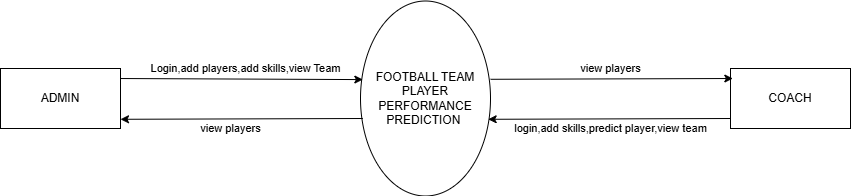 Login,add players,add skills,view Team
ADMIN
view players
FOOTBALL TEAM
PLAYER
PERFORMANCE
PREDICTION
view players
COACH
login,add skills,predict player,view team